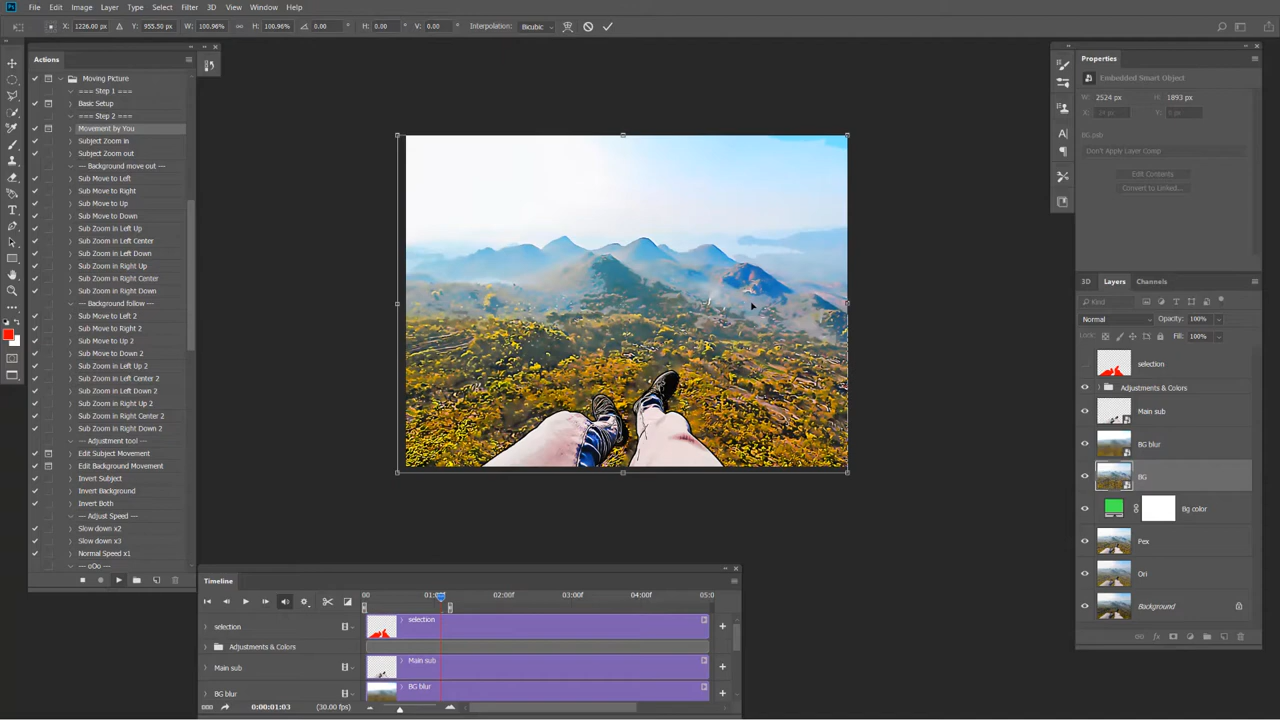 Ps File Edit Image Layer Type Select Filter 3D View Window Help
X: 1226.00 px Y: 955.50 px W: 100.96% H: 100.96% 0.00 H: 0.00 V: 0.00 Interpolation: Bicubic
Actions
Moving Picture
=== Step 1 ===
Basic Setup
=== Step 2 ===
Movement by You
Subject Zoom in
Subject Zoom out
--- Background move out ---
Sub Move to Left
Sub Move to Right
Sub Move to Up
Sub Move to Down
Sub Zoom in Left Up
Sub Zoom in Left Center
Sub Zoom in Left Down
Sub Zoom in Right Up
Sub Zoom in Right Center
Sub Zoom in Right Down
--- Background follow ---
Sub Move to Left 2
Sub Move to Right 2
Sub Move to Up 2
Sub Move to Down 2
Sub Zoom in Left Up 2
Sub Zoom in Left Center 2
Sub Zoom in Left Down 2
Sub Zoom in Right Up 2
Sub Zoom in Right Center 2
Sub Zoom in Right Down 2
--- Adjustment tool ---
Edit Subject Movement
Edit Background Movement
Invert Subject
Invert Background
Invert Both
--- Adjust Speed ---
Slow down x2
Slow down x3
Normal Speed x1
--- oOo ---
Timeline
00 01:00f 02:00f 03:00f 04:00f 05:0
selection selection
Adjustments & Colors
Main sub Main sub
BG blur BG blur
0:00:01:03 (30.00 fps)
Properties
Embedded Smart Object
W: 2524 px H: 1893 px
X: 14 px Y: 0 px
BG.psb
Don't Apply Layer Comp
Edit Contents
Convert to Linked...
3D Layers Channels
Kind
Normal Opacity: 100%
Lock: Fill: 100%
selection
Adjustments & Colors
Main sub
BG blur
BG
Bg color
Pex
Ori
Background